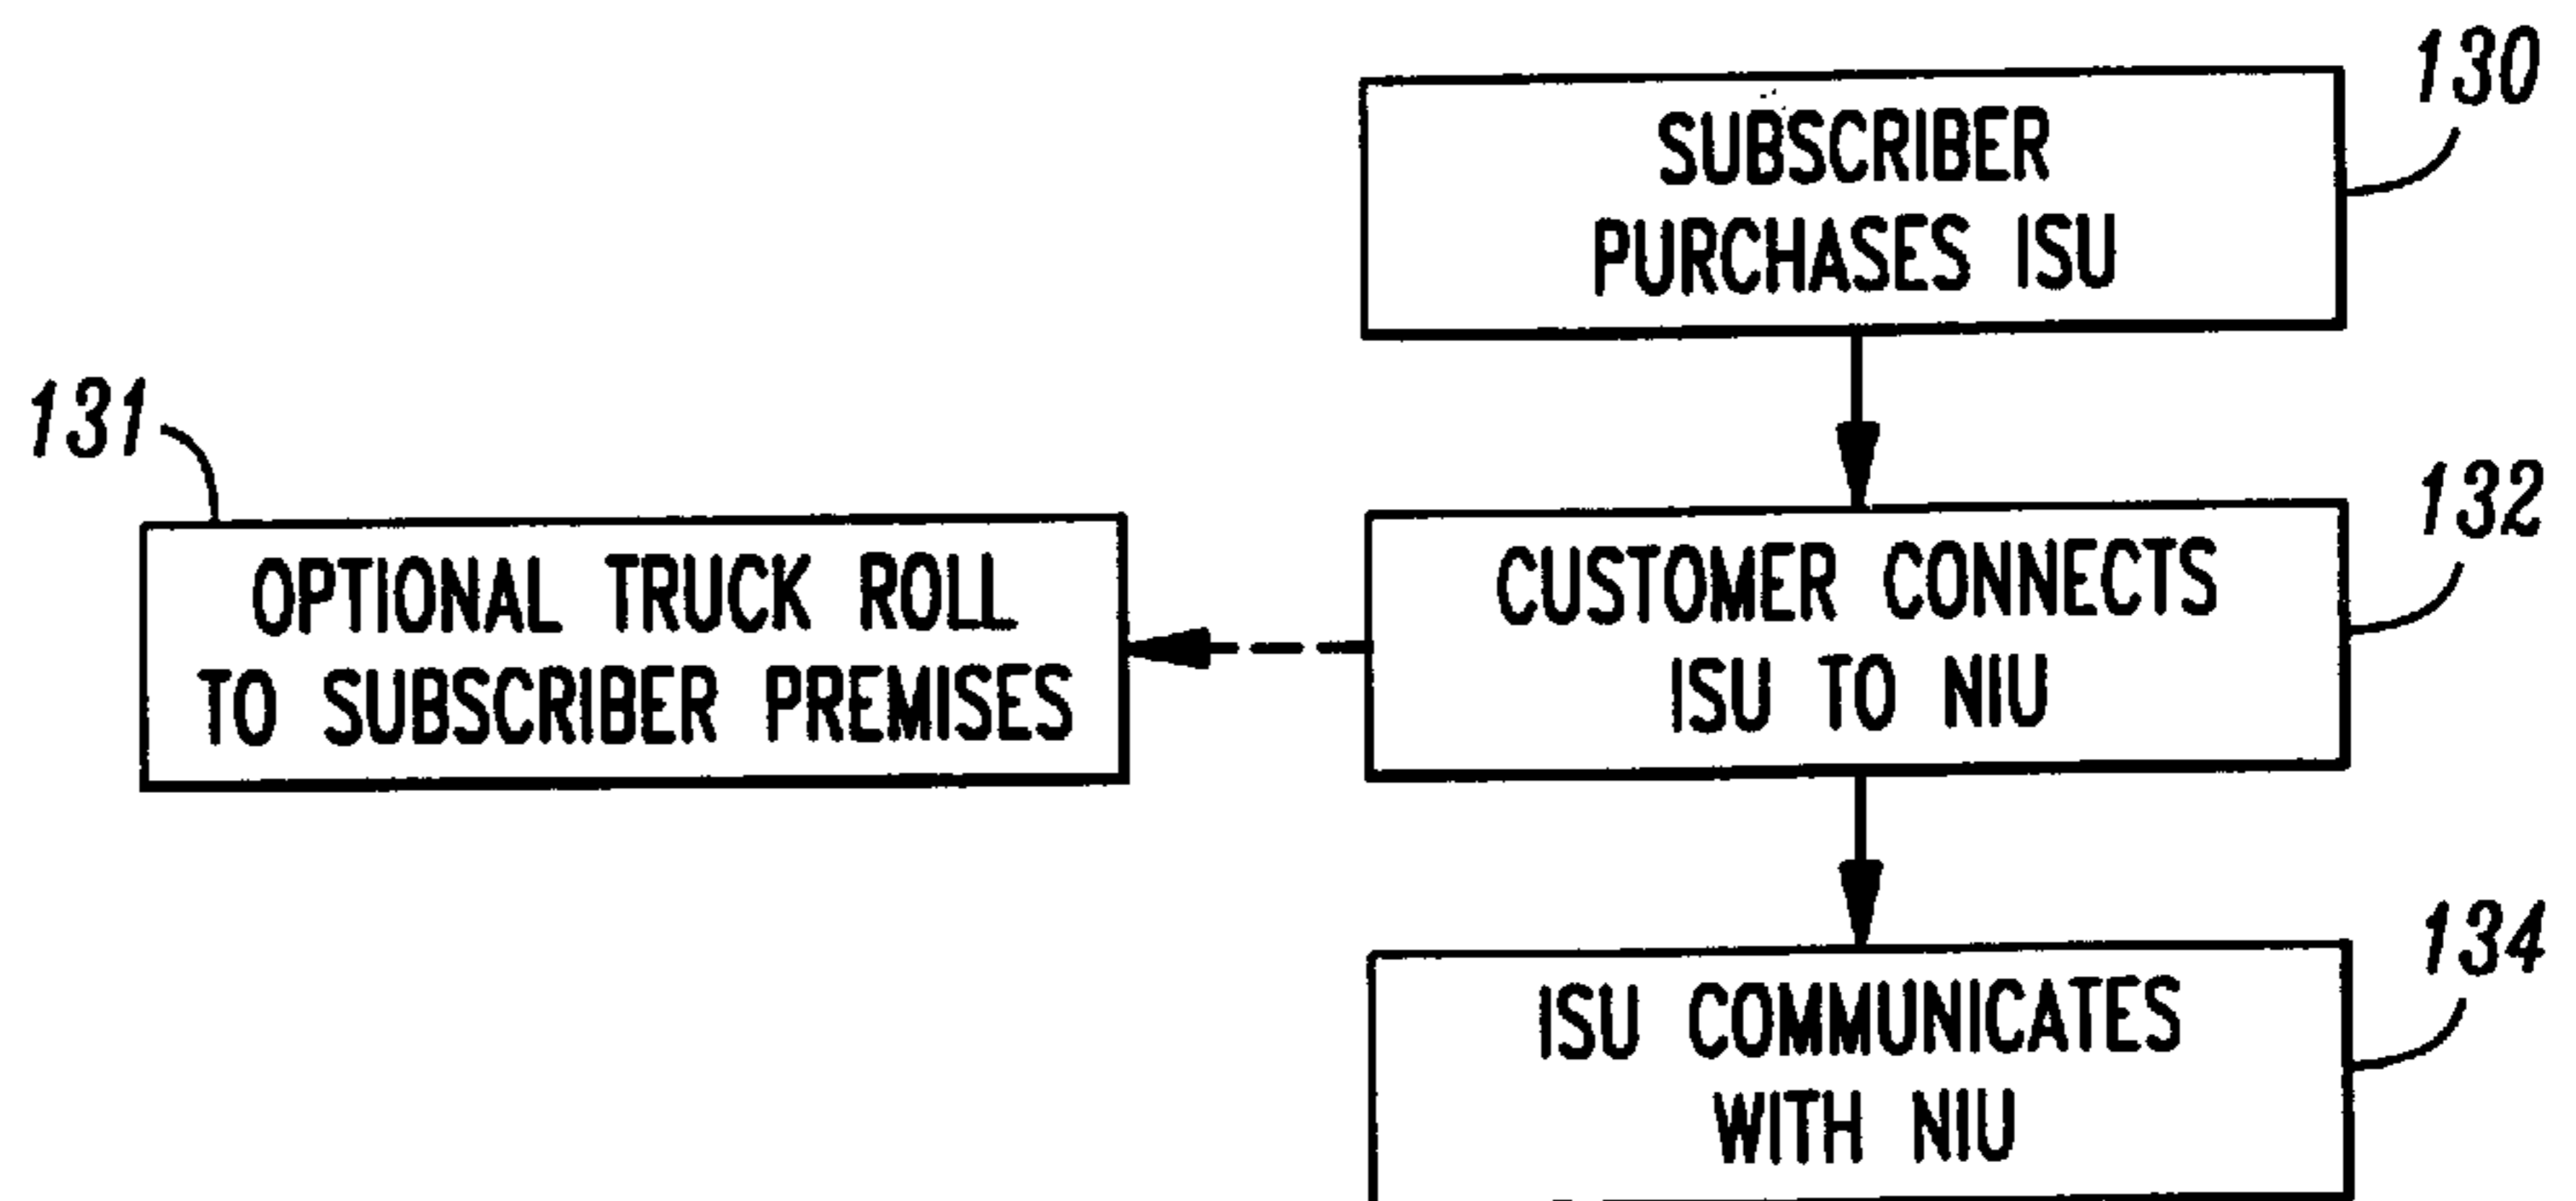 130
SUBSCRIBER
PURCHASES ISU
131
132
OPTIONAL TRUCK ROLL
TO SUBSCRIBER PREMISES
CUSTOMER CONNECTS
ISU TO NIU
134
ISU COMMUNICATES
WITH NIU